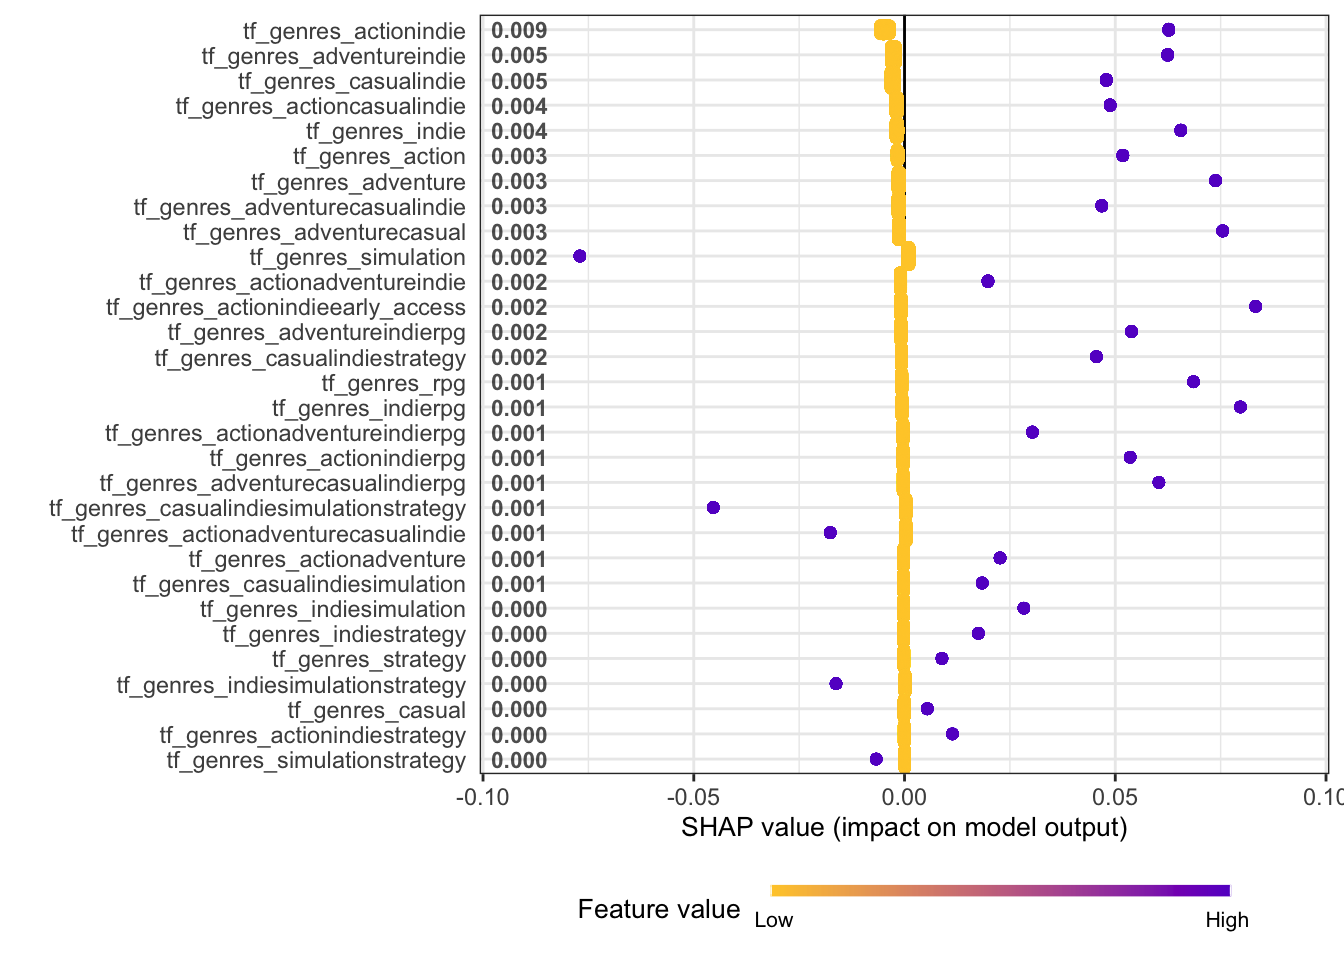 tf_genres_actionindie 0.009
tf_genres_adventureindie 0.005
tf_genres_casualindie 0.005
tf_genres_actioncasualindie 0.004
tf_genres_indie 0.004
tf_genres_action 0.003
tf_genres_adventure 0.003
tf_genres_adventurecasualindie 0.003
tf_genres_adventurecasual 0.003
tf_genres_simulation 0.002
tf_genres_actionadventureindie 0.002
tf_genres_actionindieearly_access 0.002
tf_genres_adventureindierpg 0.002
tf_genres_casualindiestrategy 0.002
tf_genres_rpg 0.001
tf_genres_indierpg 0.001
tf_genres_actionadventureindierpg 0.001
tf_genres_actionindierpg 0.001
tf_genres_adventurecasualindierpg 0.001
tf_genres_casualindiesimulationstrategy 0.001
tf_genres_actionadventurecasualindie 0.001
tf_genres_actionadventure 0.001
tf_genres_casualindiesimulation 0.001
tf_genres_indiesimulation 0.000
tf_genres_indiestrategy 0.000
tf_genres_strategy 0.000
tf_genres_indiesimulationstrategy 0.000
tf_genres_casual 0.000
tf_genres_actionindiestrategy 0.000
tf_genres_simulationstrategy 0.000
-0.10 -0.05 0.00 0.05 0.10
SHAP value (impact on model output)
Feature value
Low High